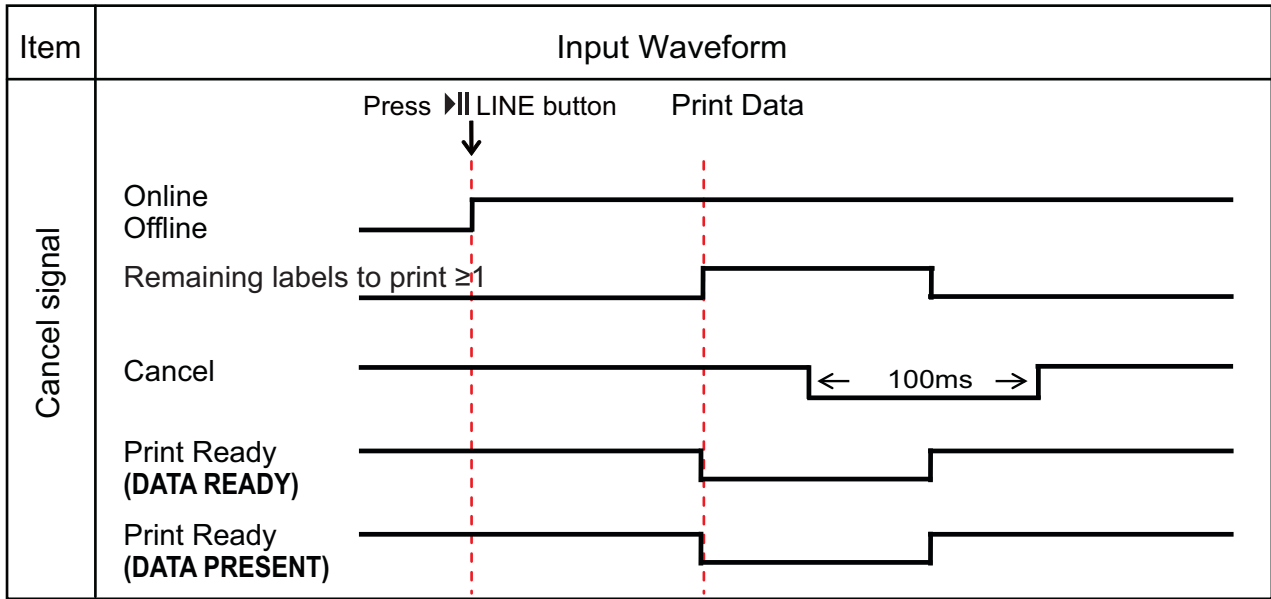 Item
Input Waveform
Press ⏯ LINE button
Print Data
Cancel signal
Online
Offline
Remaining labels to print ≥1
Cancel
100ms
Print Ready
(DATA READY)
Print Ready
(DATA PRESENT)